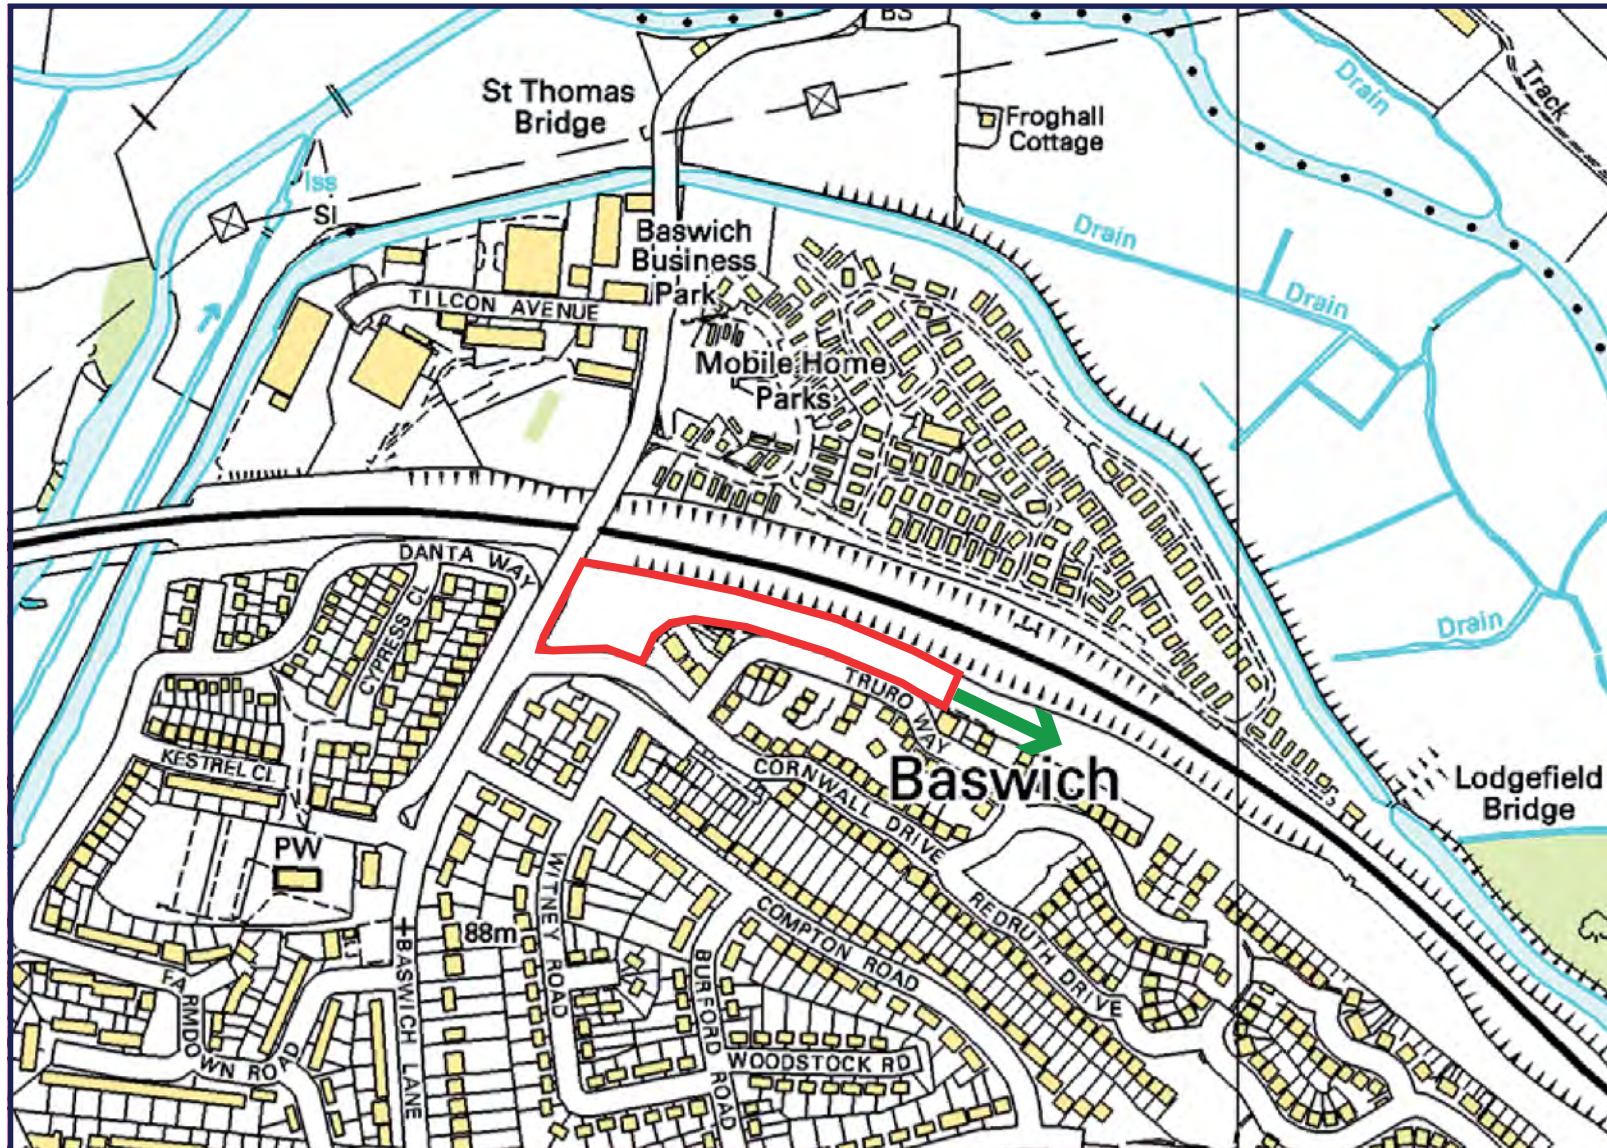 BS
St Thomas
Bridge
Froghall
Cottage
Drain
Track
Iss
Sl
Drain
Baswich
Business
Park
Drain
TILCON AVENUE
Mobile Home
Parks
DANTA WAY
CYPRESS CL
Drain
TRURO WAY
KESTREL CL
CORNWALL DRIVE
Baswich
Lodgefield
Bridge
PW
WITNEY ROAD
88m
COMPTON ROAD
REDRUTH DRIVE
BASWICH LANE
BURFORD ROAD
FARMDOWN ROAD
WOODSTOCK RD